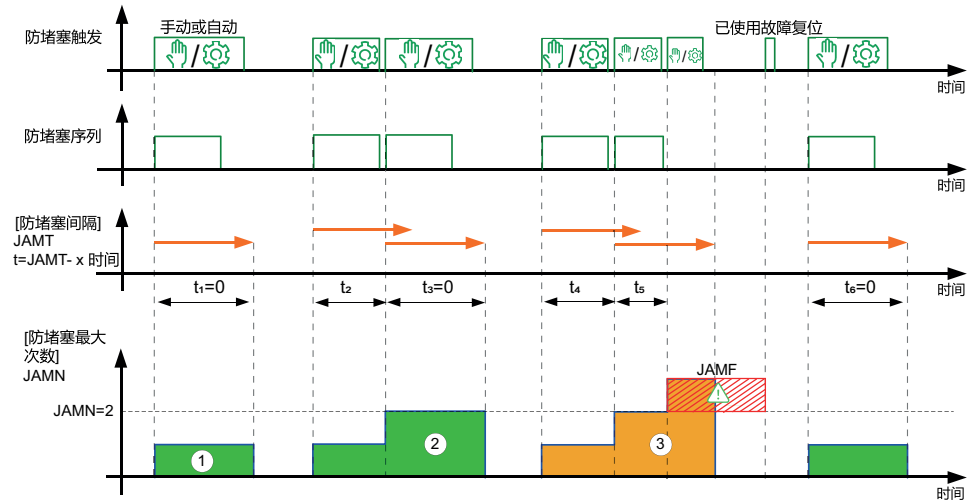 防堵塞触发
手动或自动
已使用故障复位
/
/
/
/
/
/
/
时间
防堵塞序列
时间
[防堵塞间隔]
JAMT
t=JAMT- x 时间
时间
t₁=0
t₂
t₃=0
t₄
t₅
t₆=0
[防堵塞最大
次数]
JAMN
JAMF
!
JAMN=2
1
2
3
时间